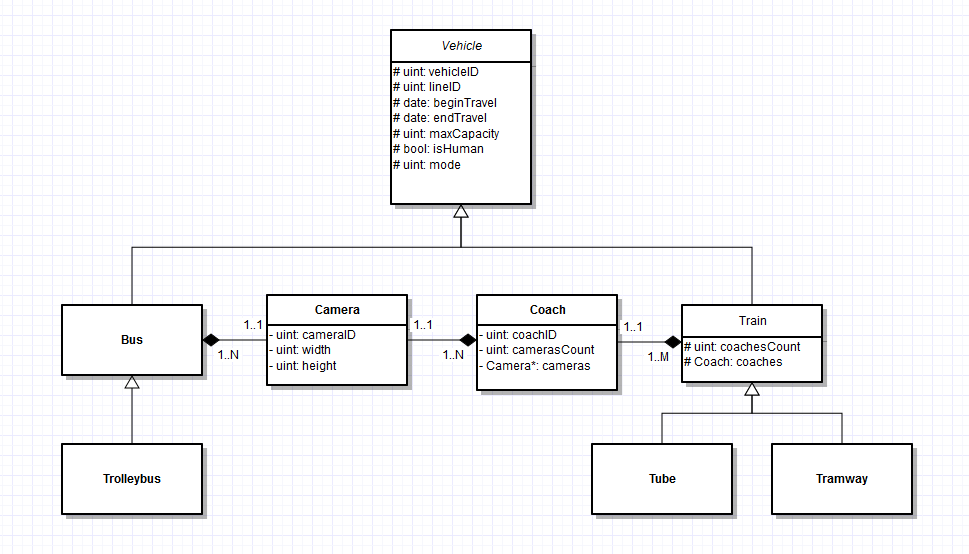 Vehicle
# uint: vehicleID
# uint: lineID
# date: beginTravel
# date: endTravel
# uint: maxCapacity
# bool: isHuman
# uint: mode
Bus
1..1
1..N
Camera
- uint: cameraID
- uint: width
- uint: height
1..1
1..N
Coach
- uint: coachID
- uint: camerasCount
- Camera*: cameras
1..1
1..M
Train
# uint: coachesCount
# Coach: coaches
Trolleybus
Tube
Tramway